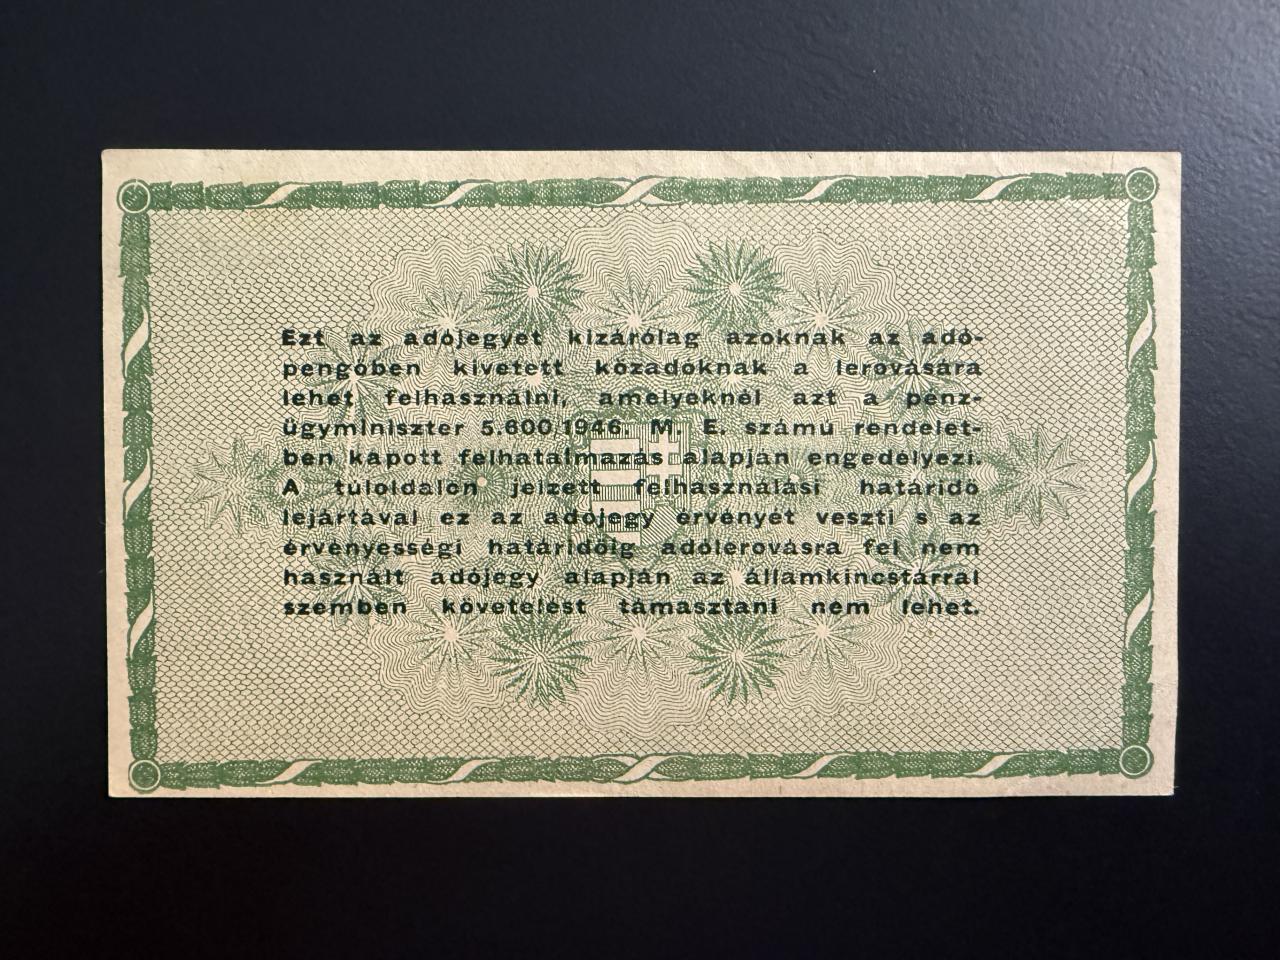 Ezt az adójegyet kizárólag azoknak az adó-
pengőben kivetett közadóknak a lerovására
lehet felhasználni, amelyeknél azt a pénz-
ügyminiszter 5.600/1946. M. E. számú rendelet-
ben kapott felhatalmazás alapján engedélyezi.
A túloldalon jelzett felhasználási határidő
lejártával ez az adójegy érvényét veszti s az
érvényességi határidőig adólerovásra fel nem
használt adójegy alapján az államkincstárral
szemben követelést támasztani nem lehet.